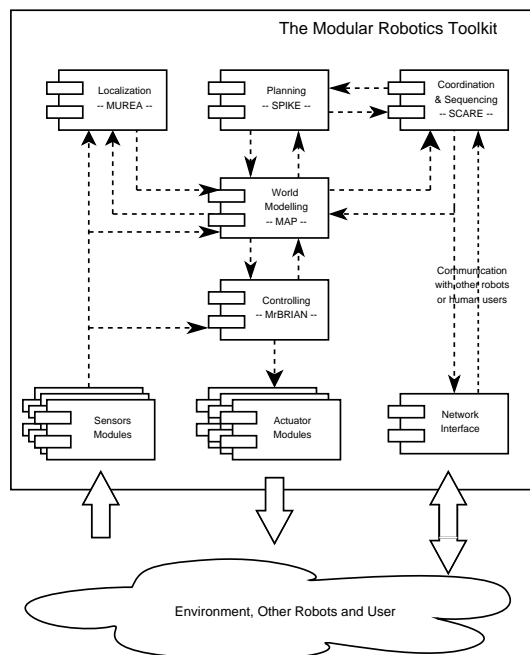 The Modular Robotics Toolkit
Localization
-- MUREA --
Planning
-- SPIKE --
Coordination
& Sequencing
-- SCARE --
World
Modelling
-- MAP --
Controlling
-- MrBRIAN --
Communication
with other robots
or human users
Sensors
Modules
Actuator
Modules
Network
Interface
Environment, Other Robots and User